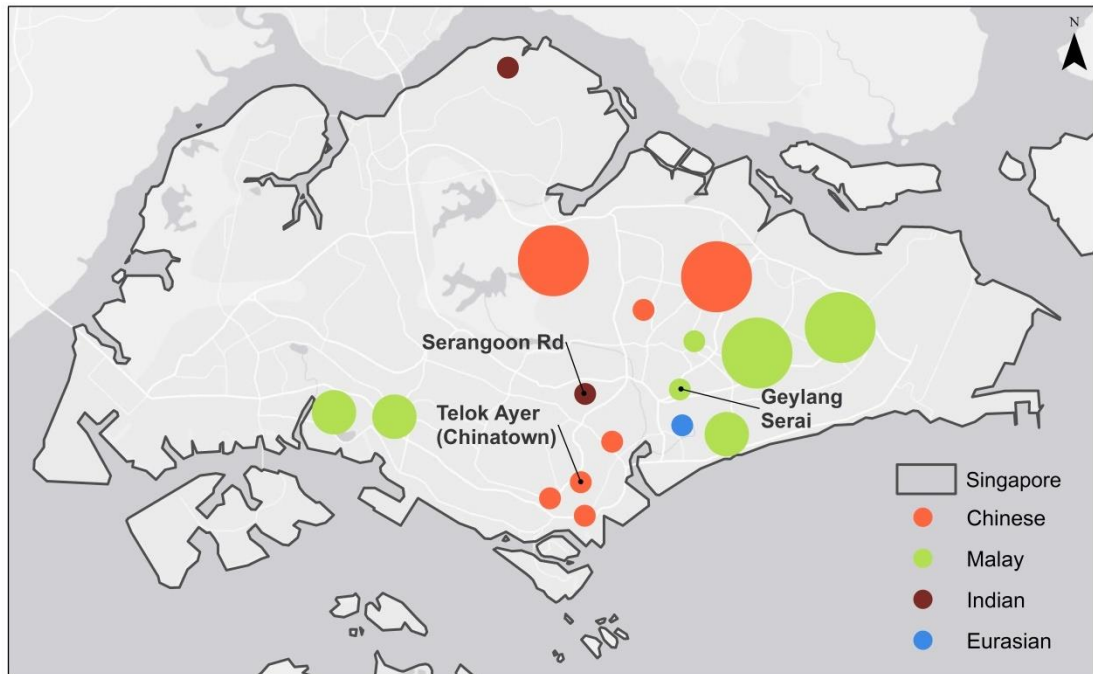 N
Serangoon Rd
Telok Ayer
(Chinatown)
Geylang
Serai
Singapore
Chinese
Malay
Indian
Eurasian